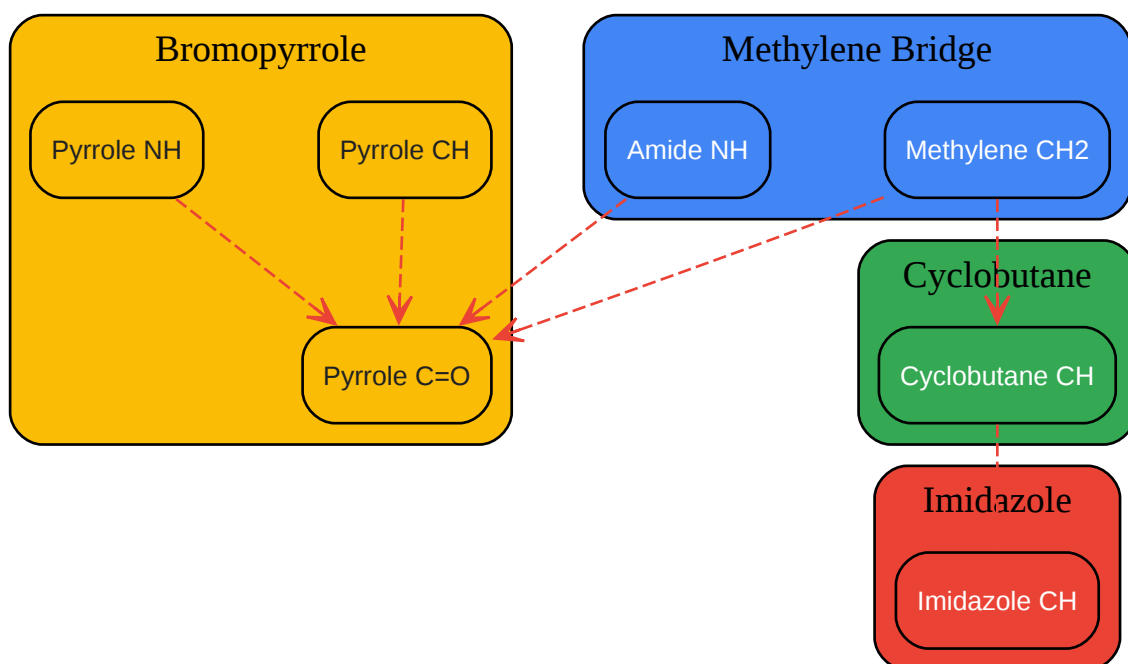 Bromopyrrole
Methylene Bridge
Pyrrole NH
Pyrrole CH
Amide NH
Methylene CH2
Cyclobutane
Pyrrole C=O
Cyclobutane CH
Imidazole
Imidazole CH